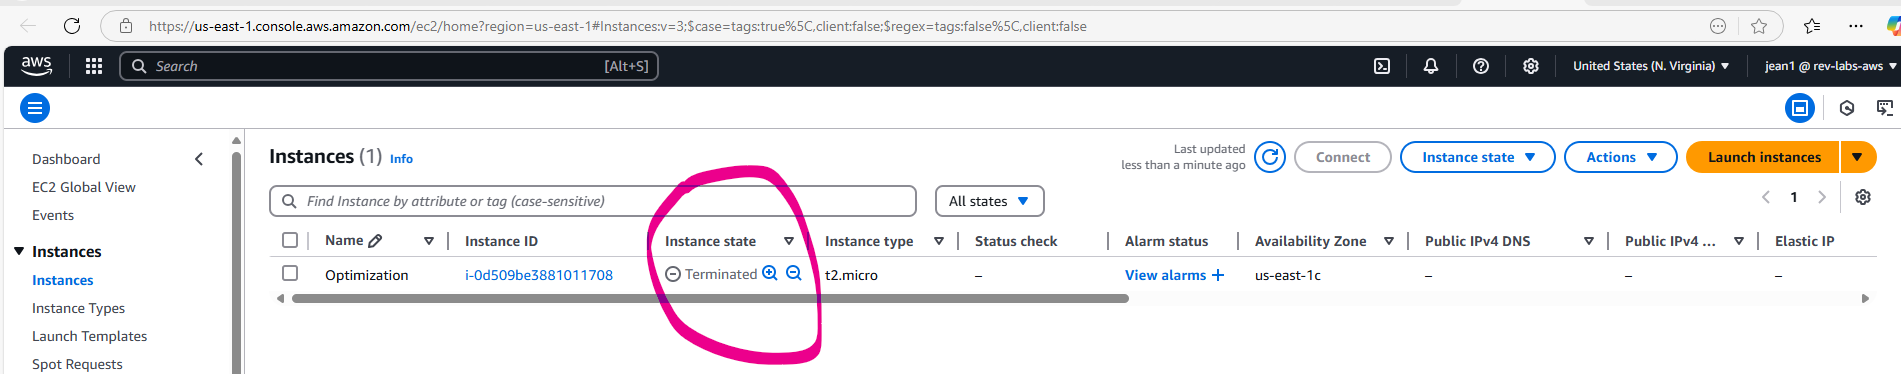 https://us-east-1.console.aws.amazon.com/ec2/home?region=us-east-1#Instances:v=3;$case=tags:true%5C,client:false;$regex=tags:false%5C,client:false
aws Search [Alt+S] United States (N. Virginia) jean1 @ rev-labs-aws
Dashboard
EC2 Global View
Events
Instances
Instances
Instance Types
Launch Templates
Spot Requests
Instances (1) Info
Last updated
less than a minute ago
Connect Instance state Actions Launch instances
Find Instance by attribute or tag (case-sensitive) All states 1
Name Instance ID Instance state Instance type Status check Alarm status Availability Zone Public IPv4 DNS Public IPv4 ... Elastic IP
Optimization i-0d509be3881011708 Terminated t2.micro – View alarms + us-east-1c – – –